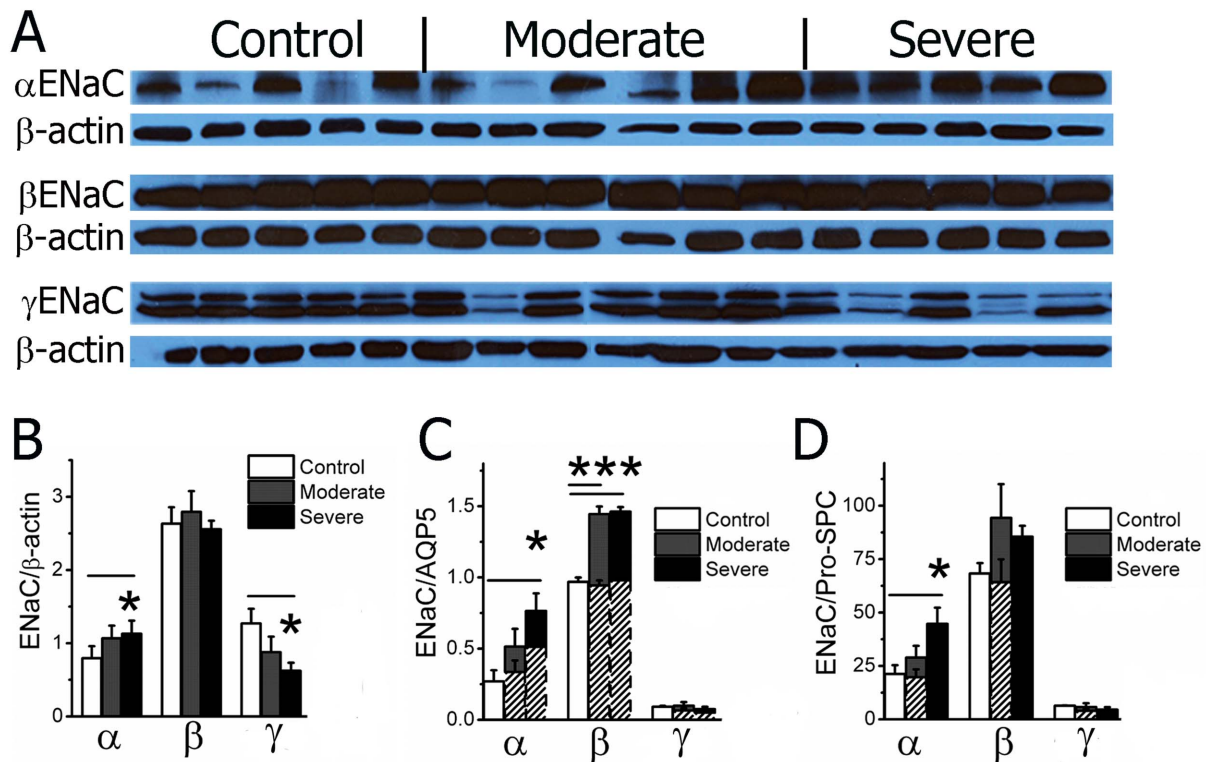 A
Control | Moderate | Severe
αENaC
β-actin
βENaC
β-actin
γENaC
β-actin
B
ENaC/β-actin
3
2
1
0
Control
Moderate
Severe
*
*
α β γ
C
ENaC/AQP5
1.5
1.0
0.5
0.0
***
*
Control
Moderate
Severe
α β γ
D
ENaC/Pro-SPC
100
75
50
25
0
*
Control
Moderate
Severe
α β γ